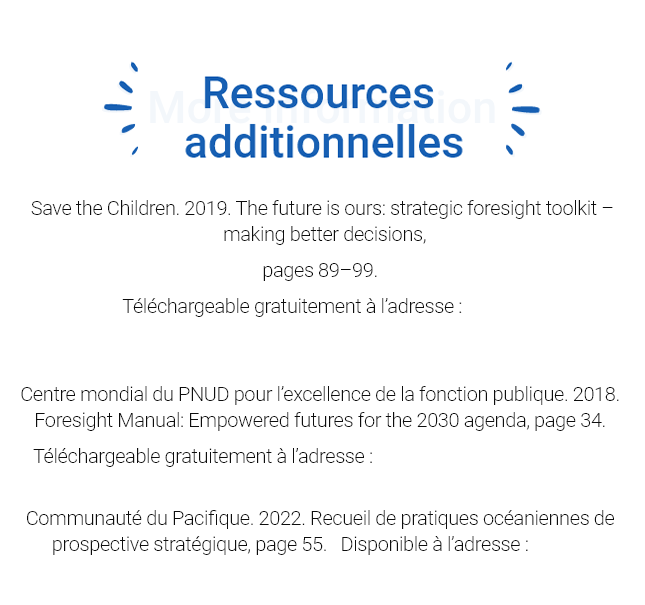 More Information
Ressources
additionnelles
Save the Children. 2019. The future is ours: strategic foresight toolkit –
making better decisions,
pages 89–99.
Téléchargeable gratuitement à l’adresse :
Centre mondial du PNUD pour l’excellence de la fonction publique. 2018.
Foresight Manual: Empowered futures for the 2030 agenda, page 34.
Téléchargeable gratuitement à l’adresse :
Communauté du Pacifique. 2022. Recueil de pratiques océaniennes de
prospective stratégique, page 55. Disponible à l’adresse :